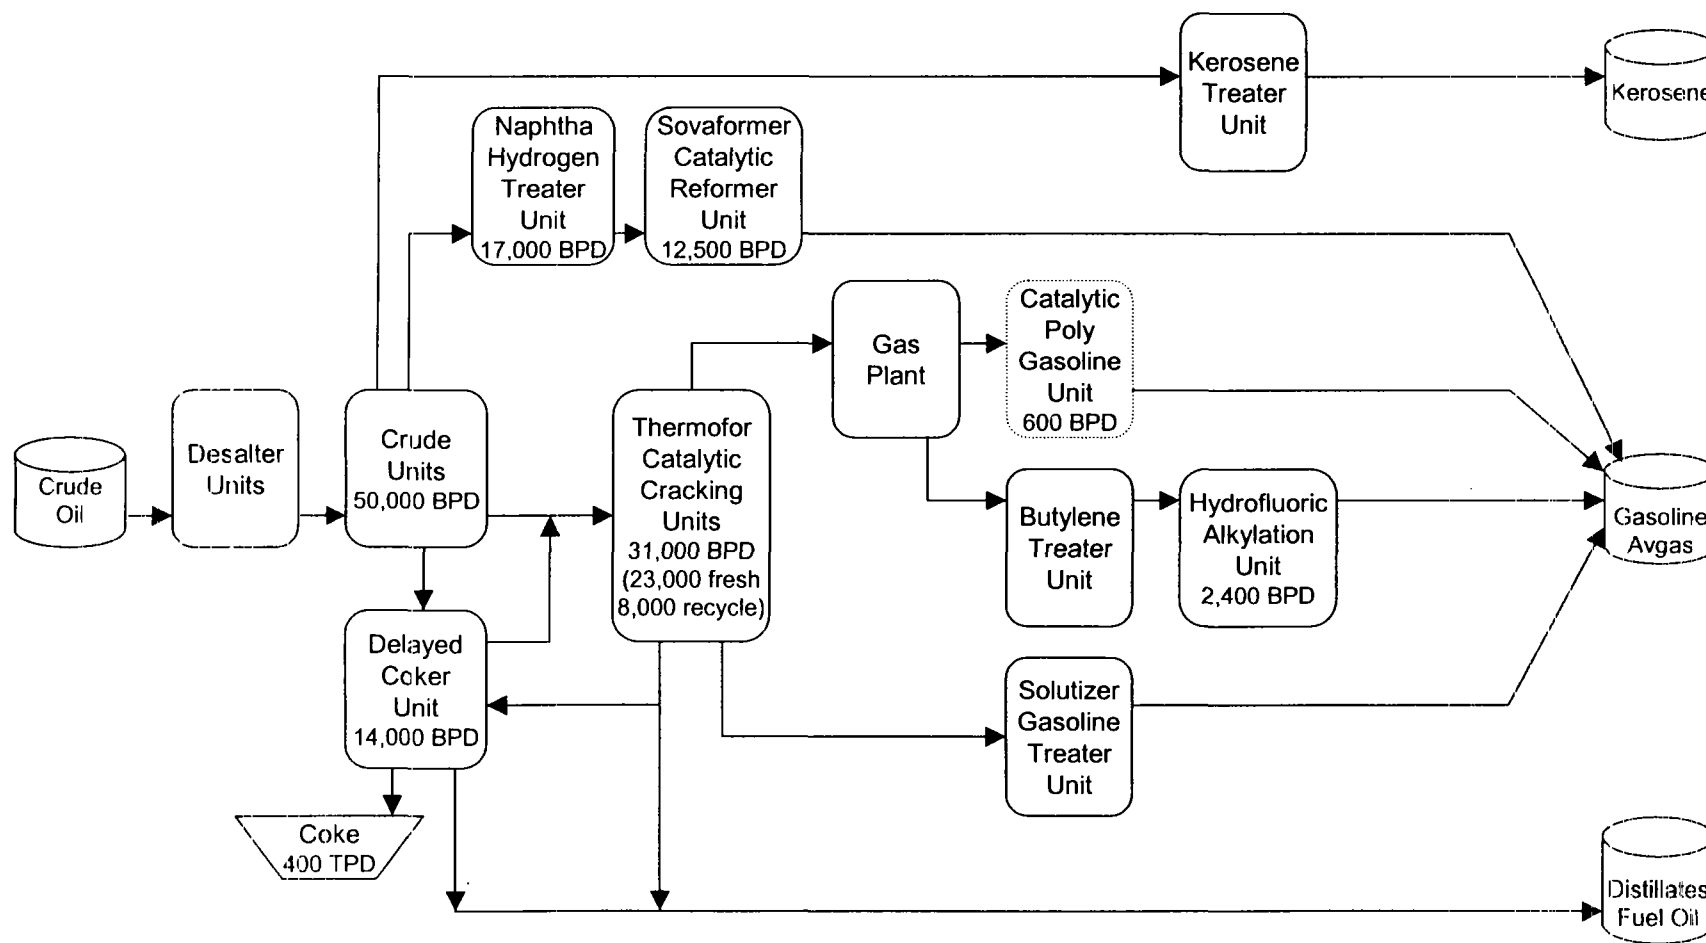 Kerosene
Treater
Unit
Kerosene
Naphtha
Hydrogen
Treater
Unit
17,000 BPD
Sovaformer
Catalytic
Reformer
Unit
12,500 BPD
Gas
Plant
Catalytic
Poly
Gasoline
Unit
600 BPD
Crude
Oil
Desalter
Units
Crude
Units
50,000 BPD
Thermofor
Catalytic
Cracking
Units
31,000 BPD
(23,000 fresh
8,000 recycle)
Butylene
Treater
Unit
Hydrofluoric
Alkylation
Unit
2,400 BPD
Gasoline
Avgas
Delayed
Coker
Unit
14,000 BPD
Solutizer
Gasoline
Treater
Unit
Coke
400 TPD
Distillates
Fuel Oil